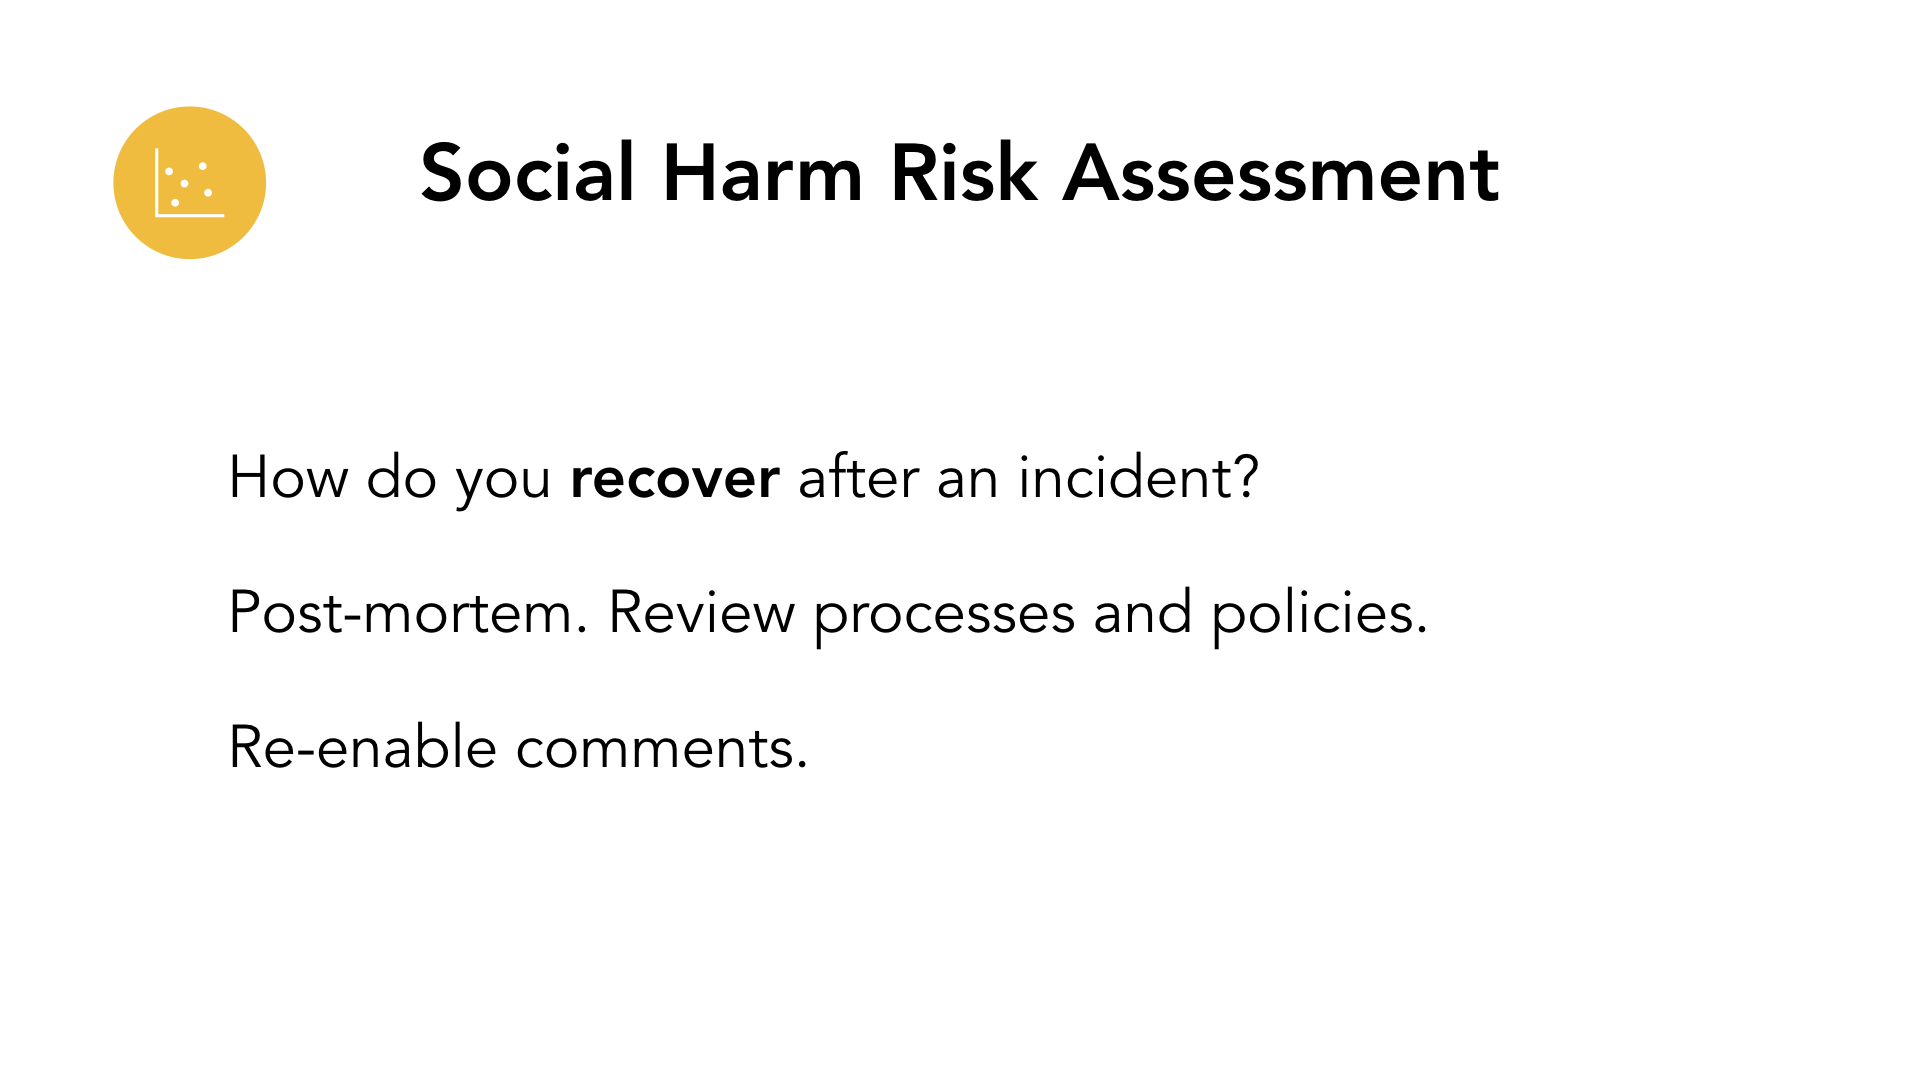 Social Harm Risk Assessment
How do you recover after an incident?
Post-mortem. Review processes and policies.
Re-enable comments.